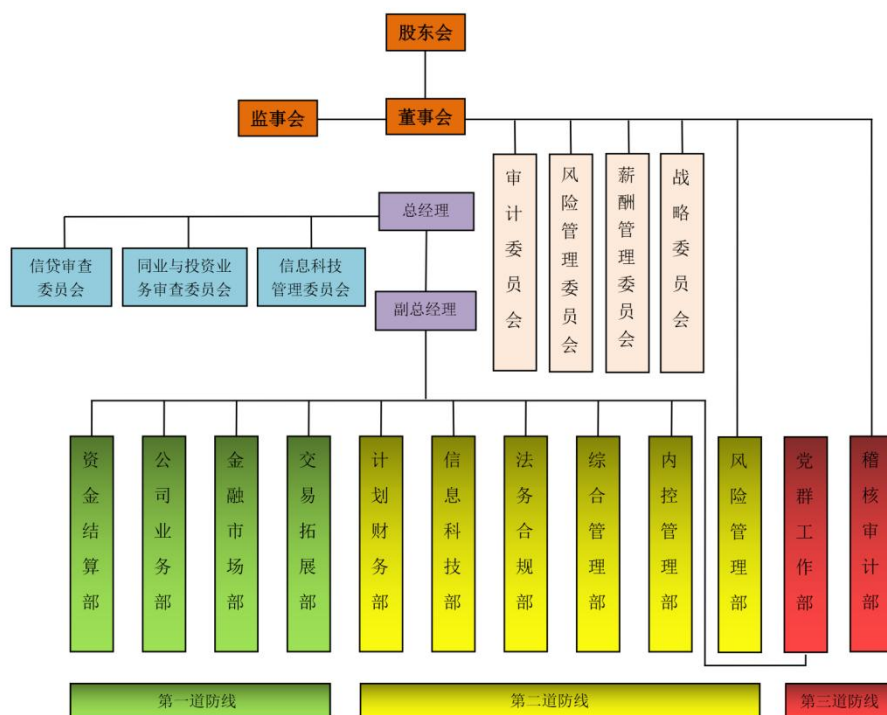 股东会
监事会
董事会
审计委员会
风险管理委员会
薪酬管理委员会
战略委员会
总经理
信贷审查
委员会
同业与投资业
务审查委员会
信息科技
管理委员会
副总经理
资金结算部
公司业务部
金融市场部
交易拓展部
计划财务部
信息科技部
法务合规部
综合管理部
内控管理部
风险管理部
党群工作部
稽核审计部
第一道防线
第二道防线
第三道防线